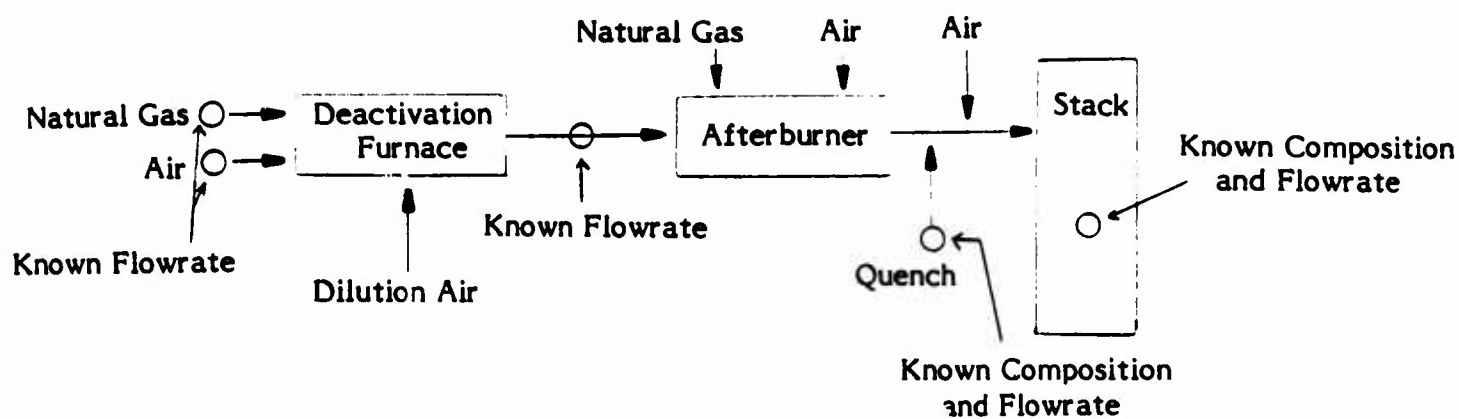 Natural Gas
Air
Air
Natural Gas
Air
Deactivation
Furnace
Afterburner
Stack
Known Composition
and Flowrate
Known Flowrate
Known Flowrate
Dilution Air
Quench
Known Composition
and Flowrate